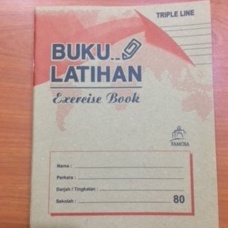 TRIPLE LINE
BUKU...
LATIHAN
Exercise Book
Nama :
Perkara :
Darjah / Tingkatan :
Sekolah :
80